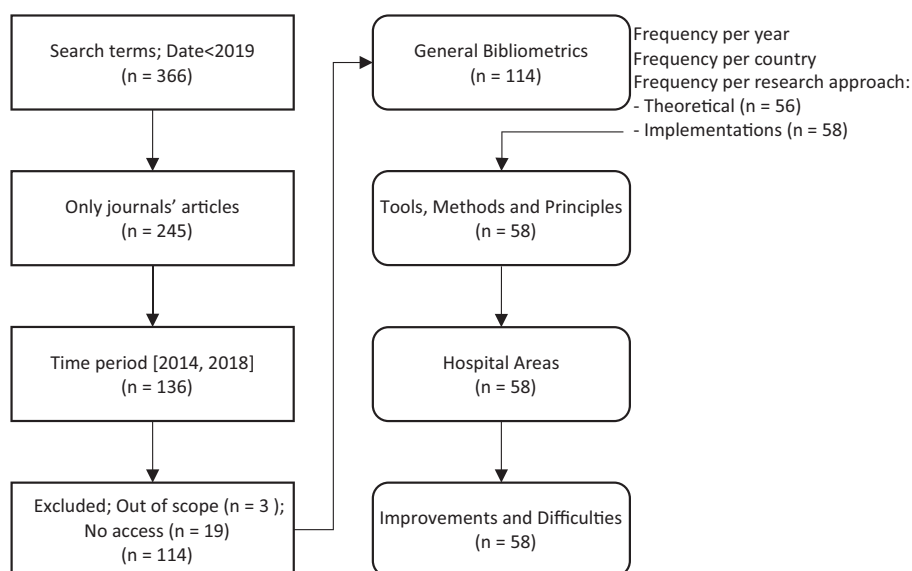 Search terms; Date<2019
(n = 366)
Only journals' articles
(n = 245)
Time period [2014, 2018]
(n = 136)
Excluded; Out of scope (n = 3 );
No access (n = 19)
(n = 114)
General Bibliometrics
(n = 114)
Frequency per year
Frequency per country
Frequency per research approach:
- Theoretical (n = 56)
- Implementations (n = 58)
Tools, Methods and Principles
(n = 58)
Hospital Areas
(n = 58)
Improvements and Difficulties
(n = 58)